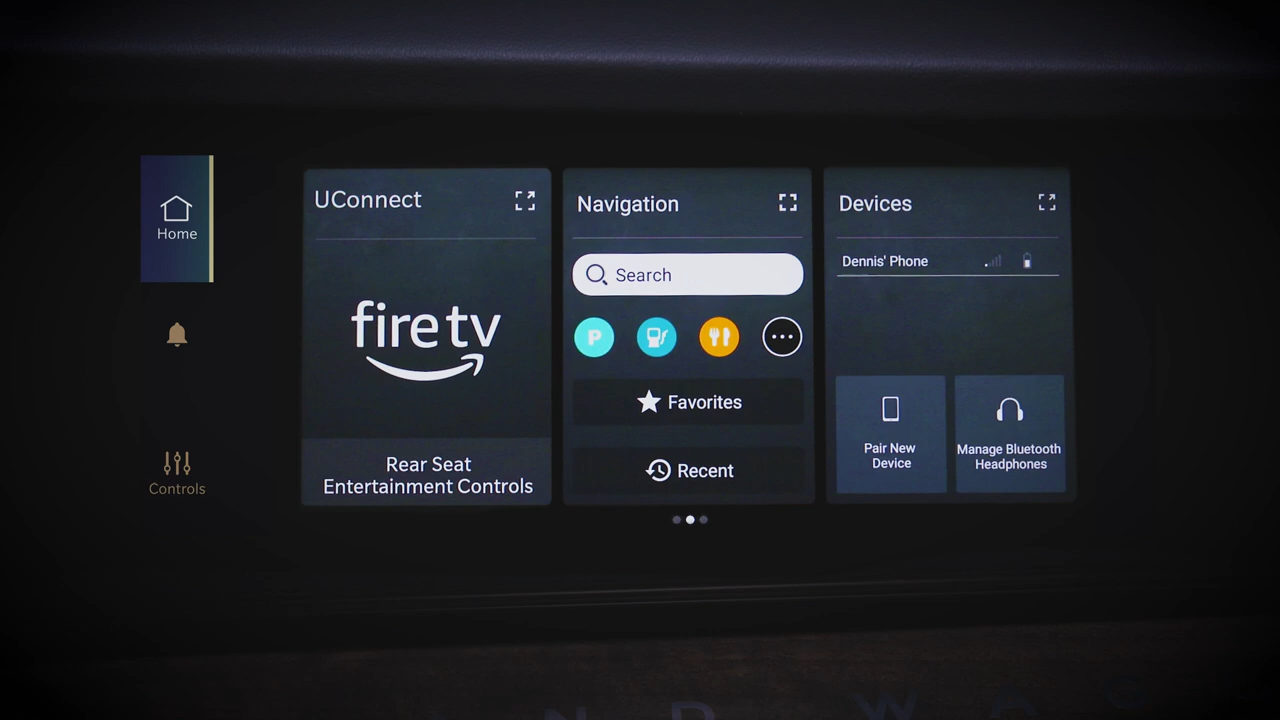 Home
Controls
UConnect
fire tv
Rear Seat
Entertainment Controls
Navigation
Search
P
Favorites
Recent
Devices
Dennis' Phone
Pair New
Device
Manage Bluetooth
Headphones